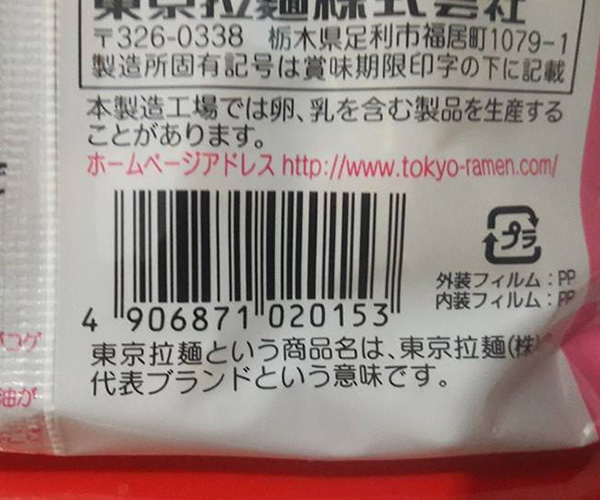 東京拉麺株式会社
〒326-0338 栃木県足利市福居町1079-1
製造所固有記号は賞味期限印字の下に記載
本製造工場では卵、乳を含む製品を生産する
ことがあります。
ホームページアドレス http://www.tokyo-ramen.com/
プラ
外装フィルム：PP
内装フィルム：PP
4 906871 020153
東京拉麺という商品名は、東京拉麺(株)
代表ブランドという意味です。
油が